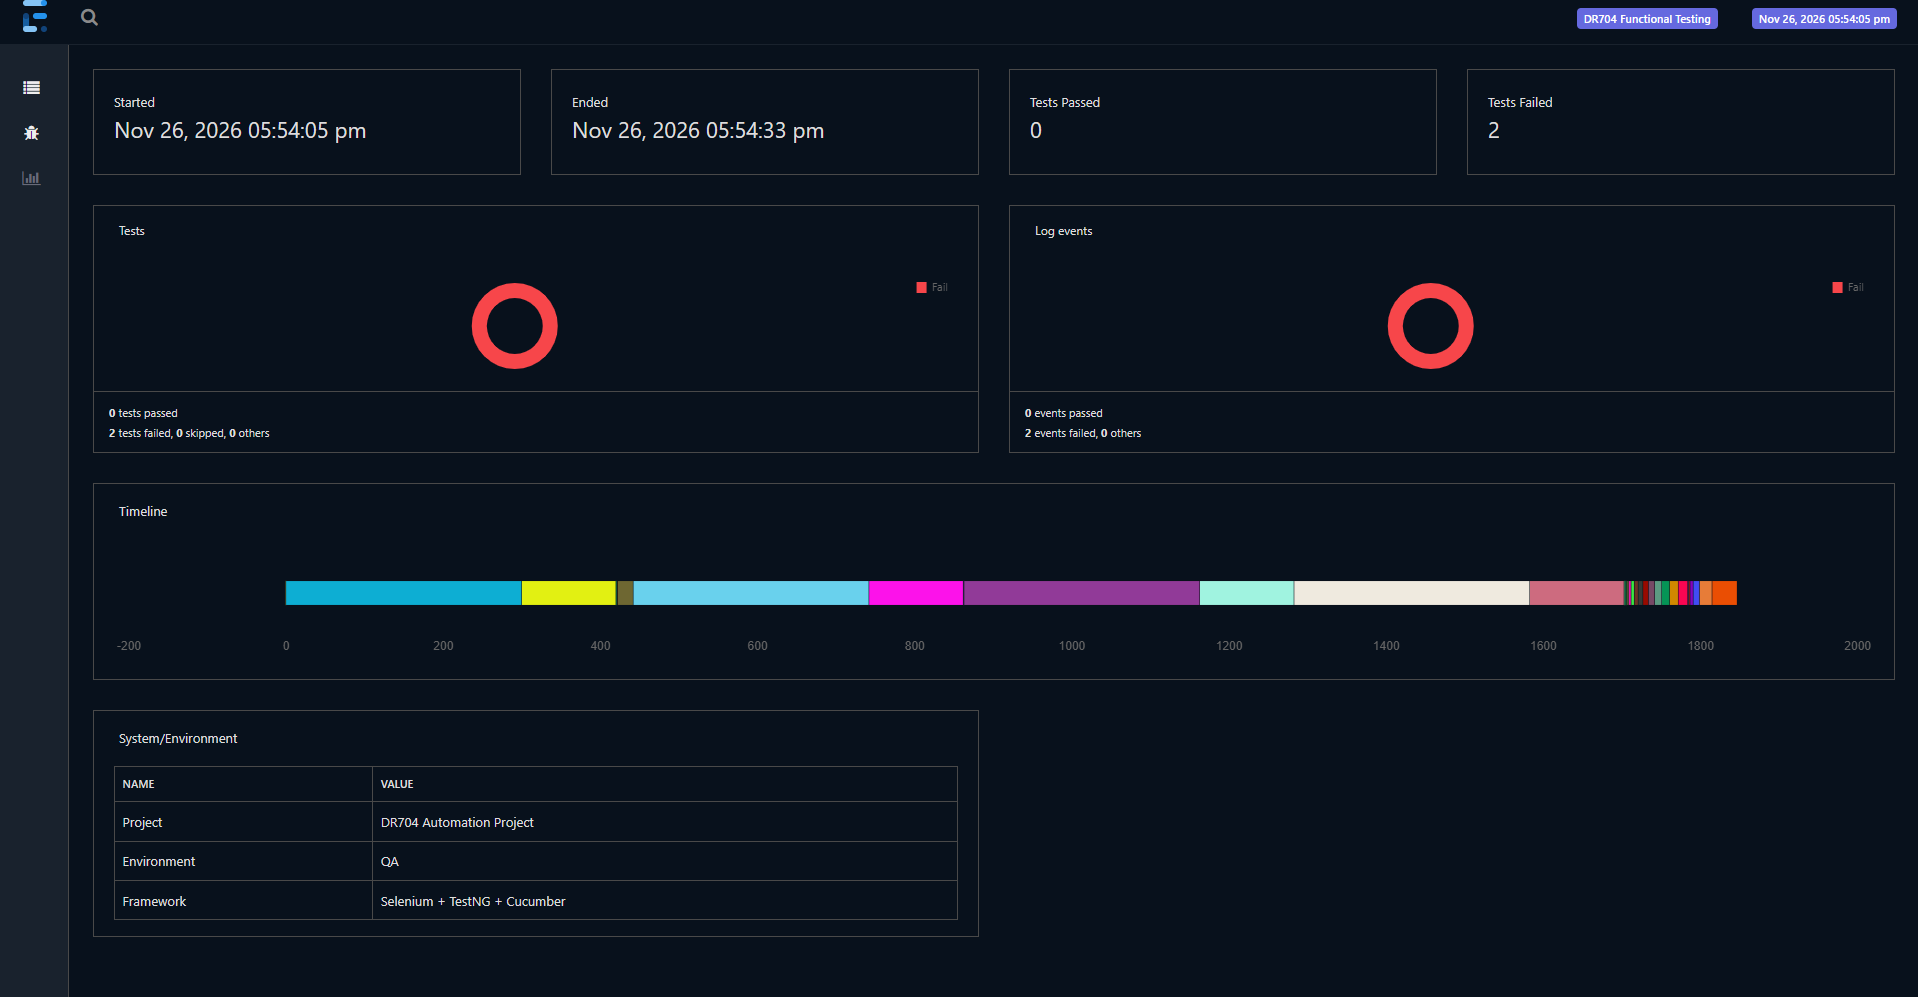 DR704 Functional Testing
Nov 26, 2026 05:54:05 pm
Started
Nov 26, 2026 05:54:05 pm
Ended
Nov 26, 2026 05:54:33 pm
Tests Passed
0
Tests Failed
2
Tests
Fail
0 tests passed
2 tests failed, 0 skipped, 0 others
Log events
Fail
0 events passed
2 events failed, 0 others
Timeline
-200 0 200 400 600 800 1000 1200 1400 1600 1800 2000
System/Environment
NAME VALUE
Project DR704 Automation Project
Environment QA
Framework Selenium + TestNG + Cucumber